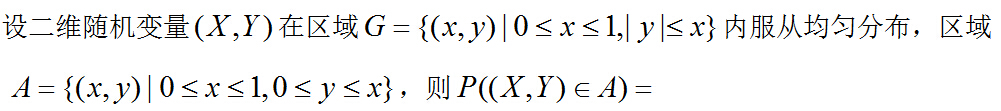 设二维随机变量(X,Y)在区域G={(x,y)|0≤x≤1,|y|≤x}内服从均匀分布，区域
A={(x,y)|0≤x≤1,0≤y≤x}，则P((X,Y)∈A)=